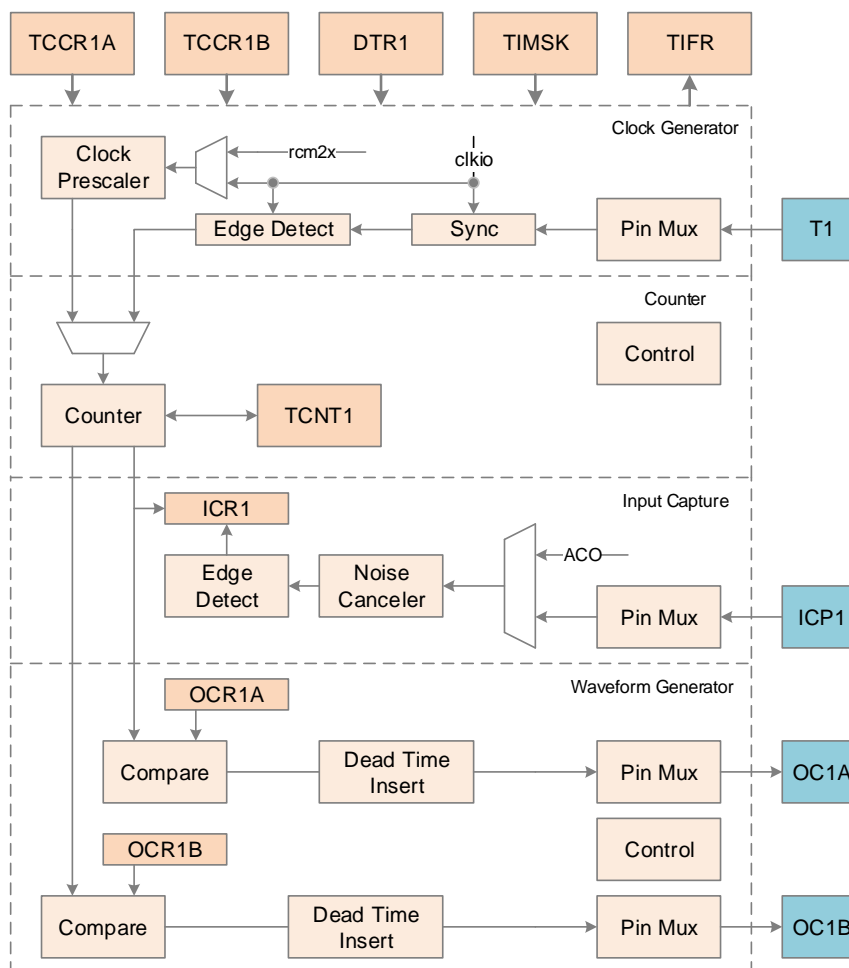 TCCR1A
TCCR1B
DTR1
TIMSK
TIFR
Clock Generator
Clock
Prescaler
rcm2x
clkio
Edge Detect
Sync
Pin Mux
T1
Counter
Control
Counter
TCNT1
Input Capture
ICR1
ACO
Edge
Detect
Noise
Canceler
Pin Mux
ICP1
Waveform Generator
OCR1A
Compare
Dead Time
Insert
Pin Mux
OC1A
OCR1B
Control
Compare
Dead Time
Insert
Pin Mux
OC1B